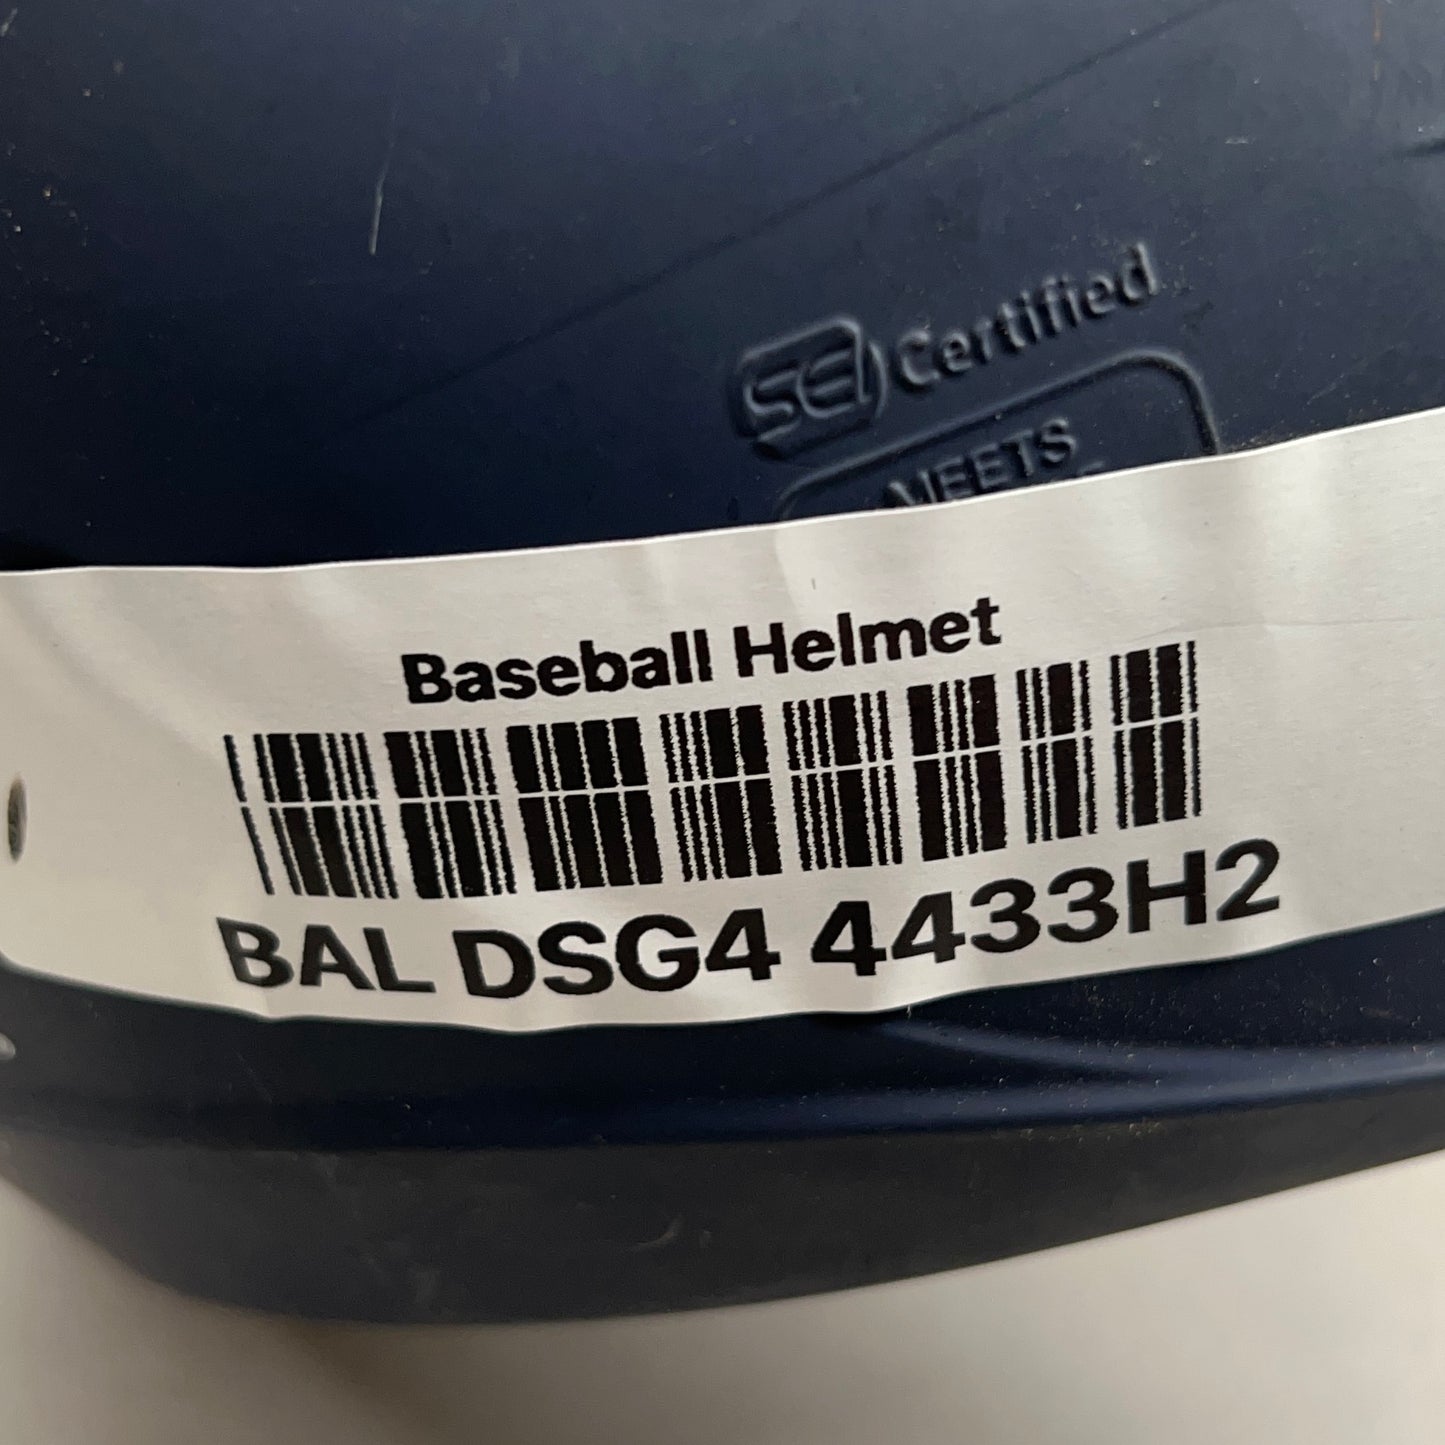 SEI Certified
MEETS
Baseball Helmet
BAL DSG4 4433H2